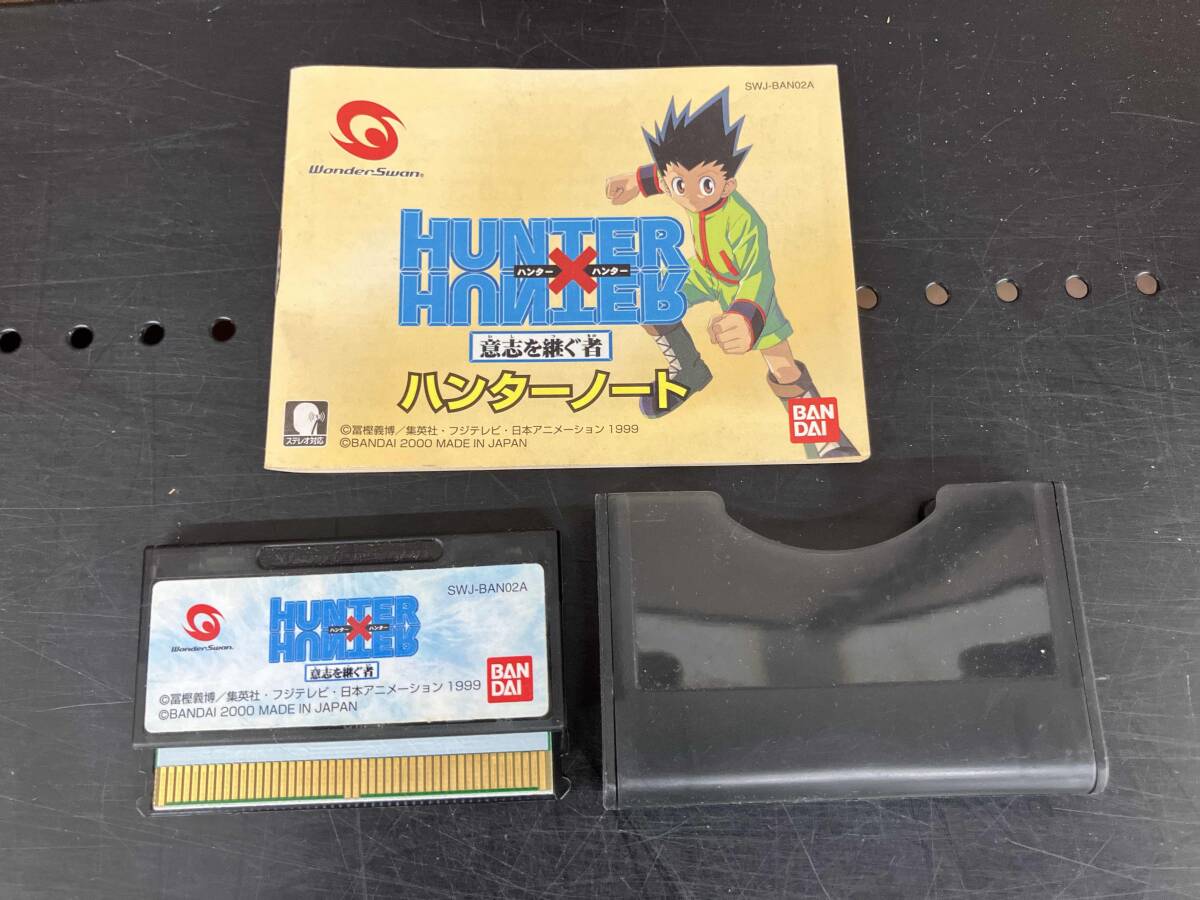 SWJ-BAN02A
WonderSwan®
HUNTER
ハンター×ハンター
HUNTER
意志を継ぐ者
ハンターノート
ステレオ対応
©冨樫義博/集英社・フジテレビ・日本アニメーション 1999
©BANDAI 2000 MADE IN JAPAN
BAN
DAI
SWJ-BAN02A
WonderSwan.
HUNTER
ハンター×ハンター
HUNTER
意志を継ぐ者
©冨樫義博/集英社・フジテレビ・日本アニメーション 1999
©BANDAI 2000 MADE IN JAPAN
BAN
DAI